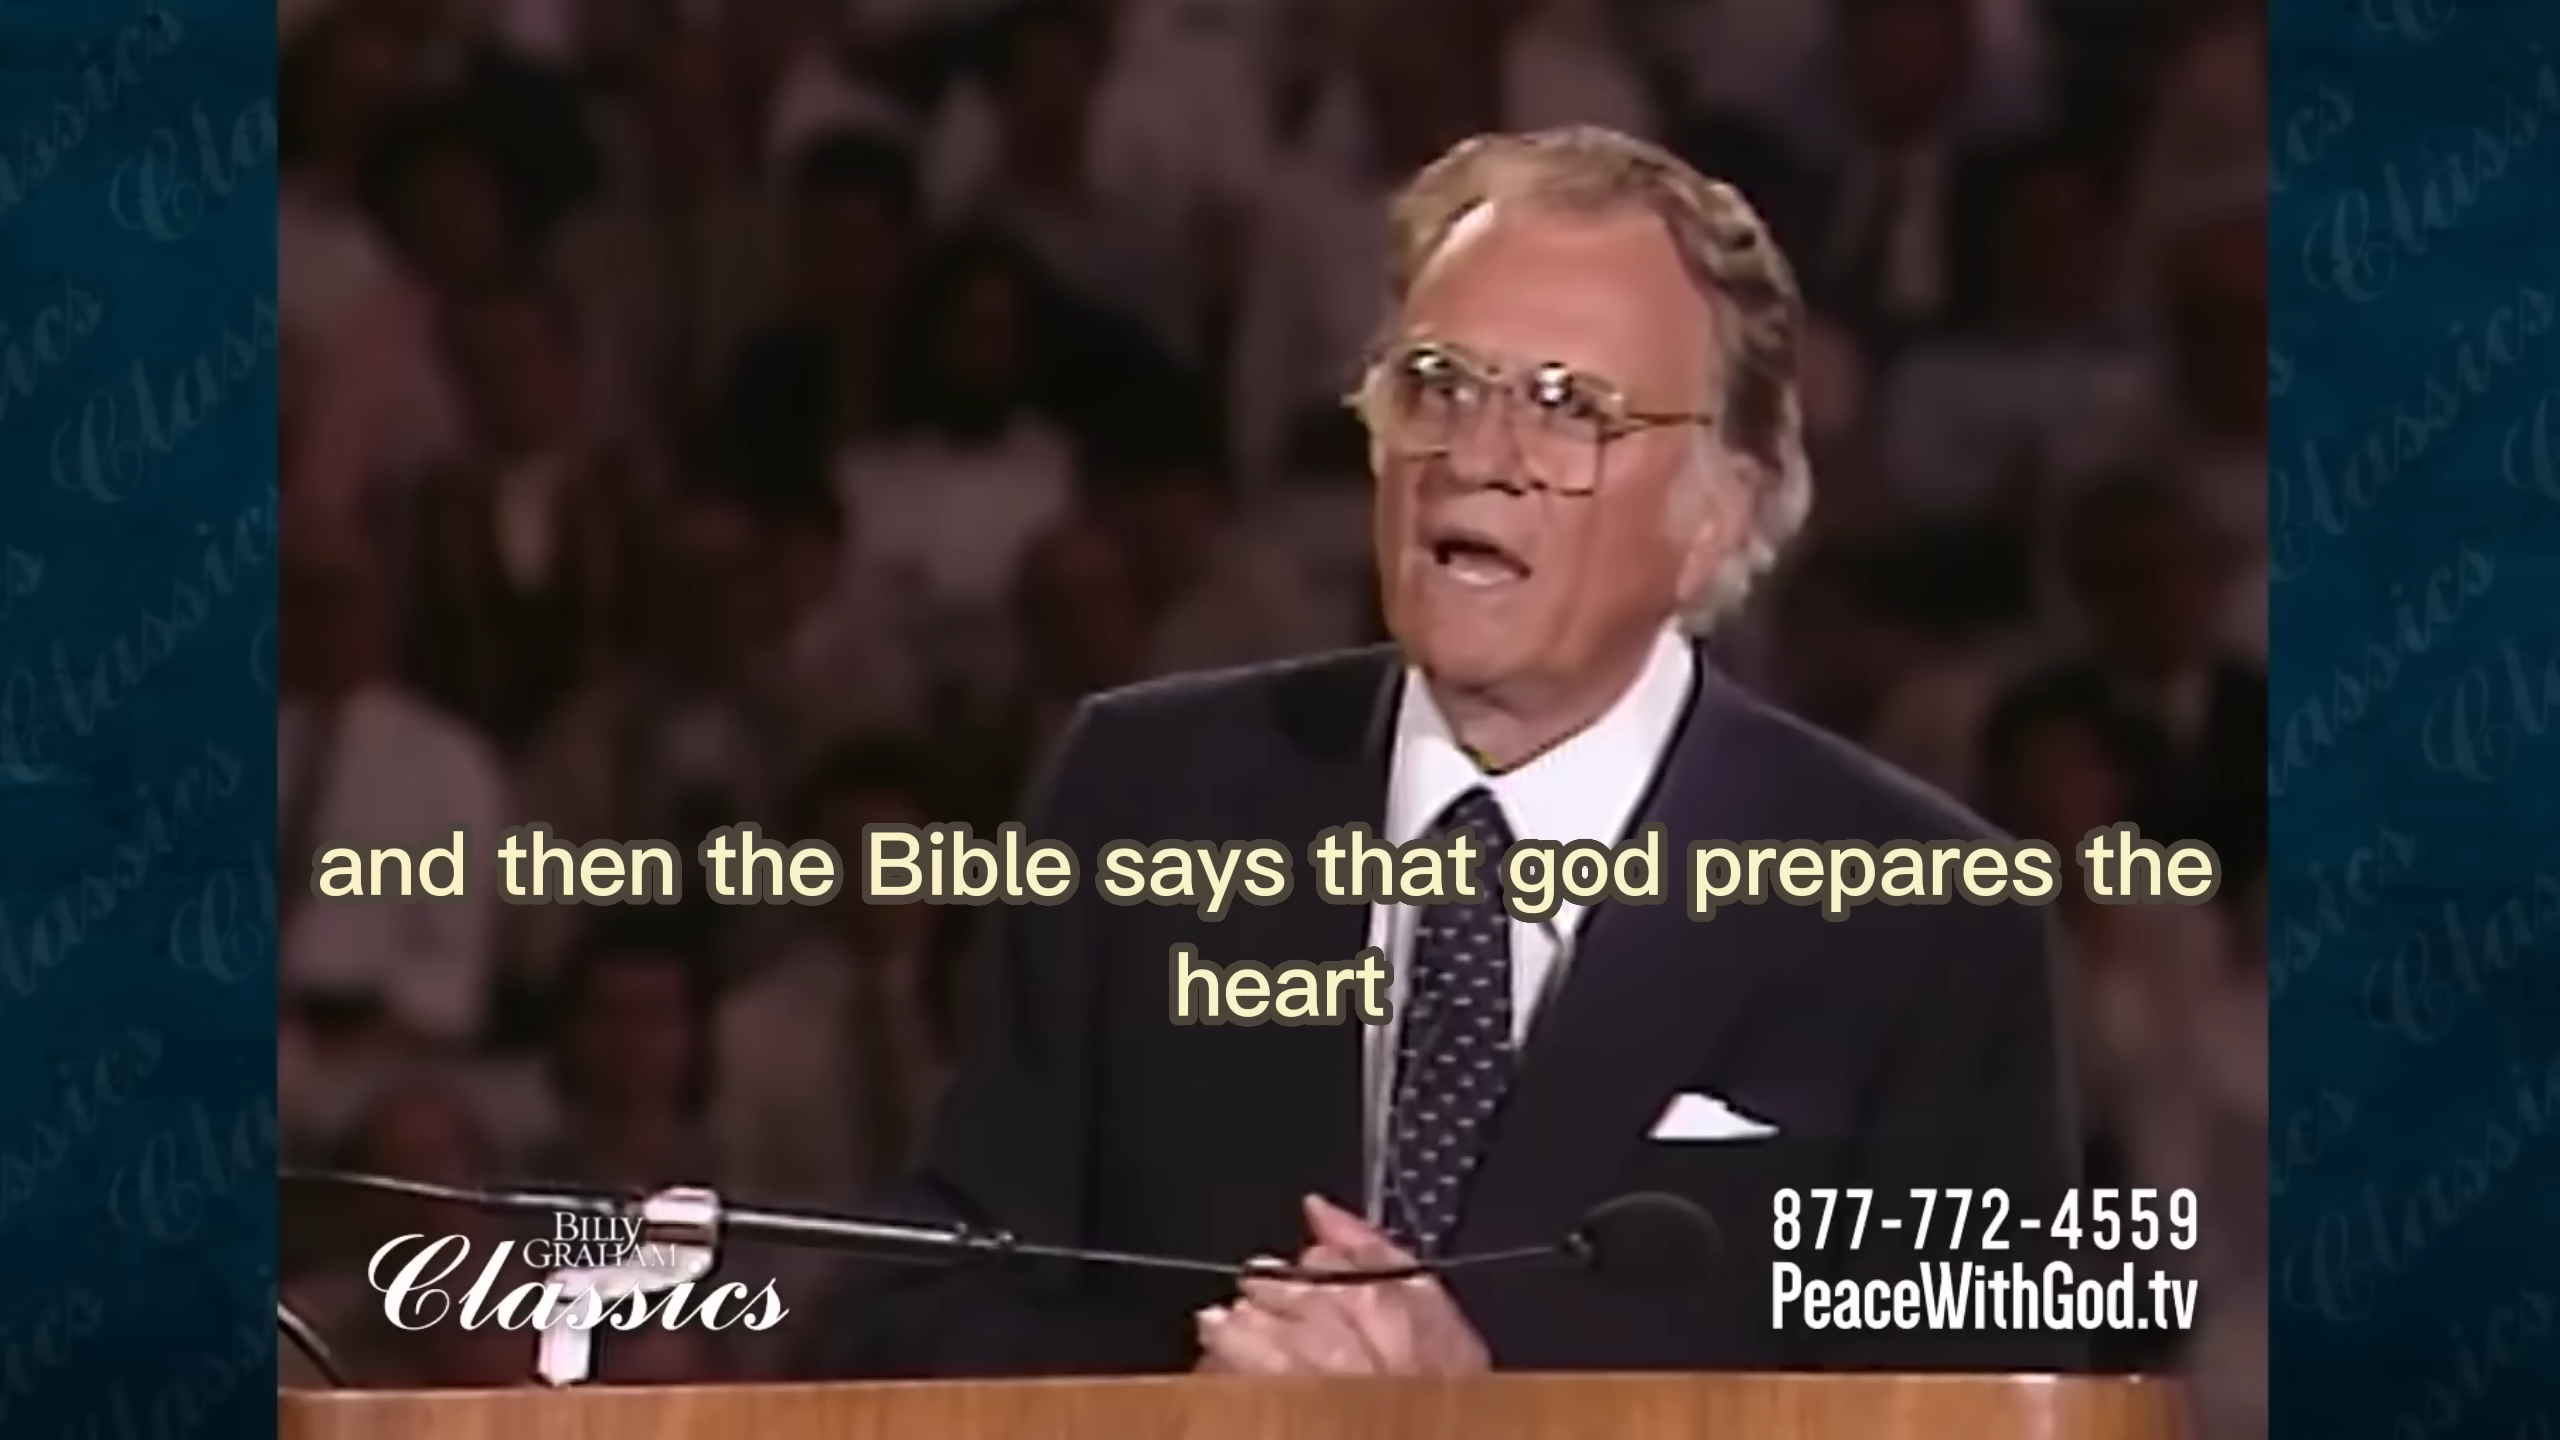 and then the Bible says that god prepares the
heart
BILLY
GRAHAM
Classics
877-772-4559
PeaceWithGod.tv